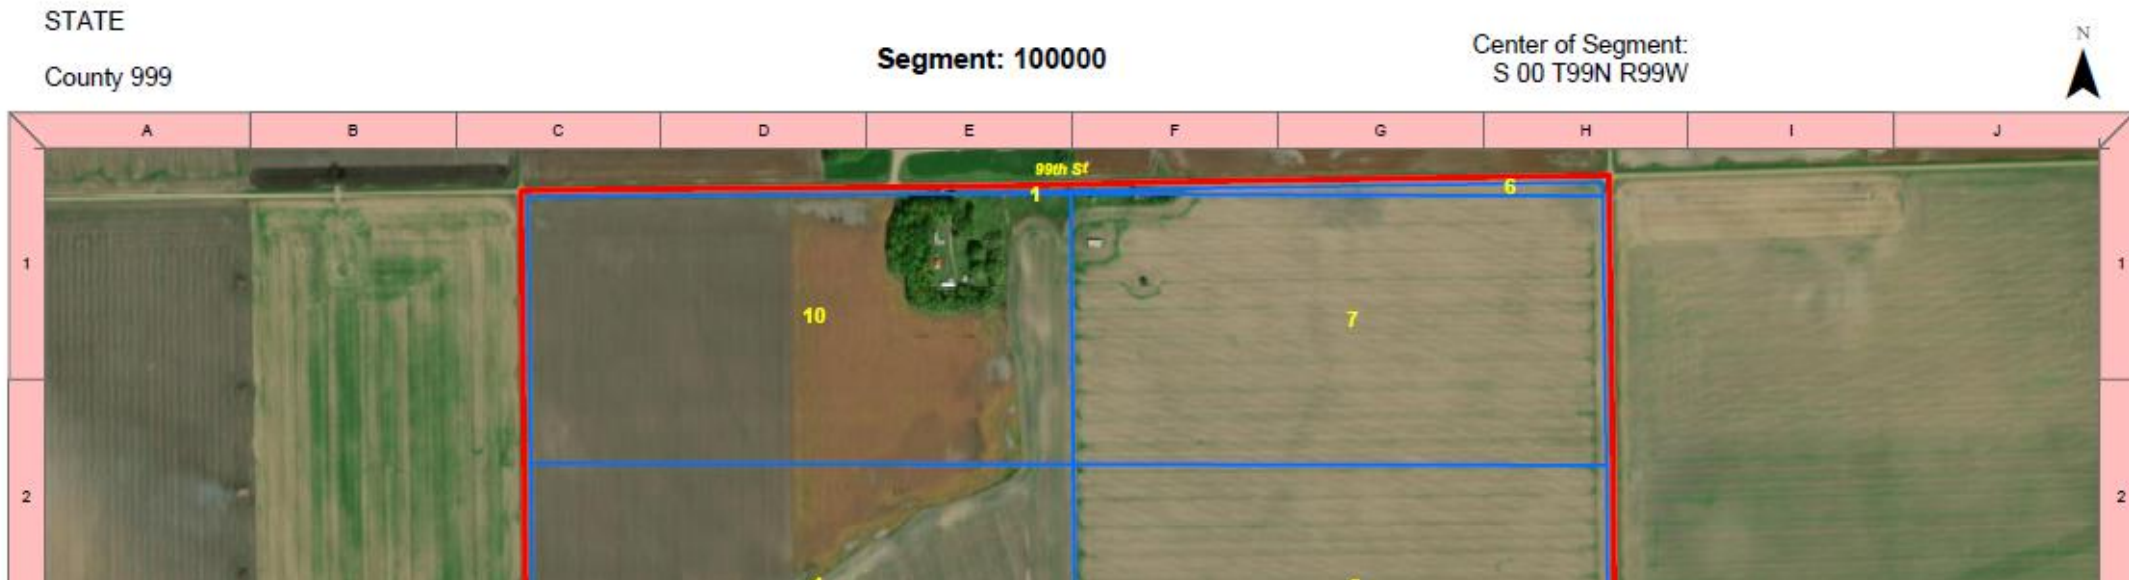 STATE
County 999
Segment: 100000
Center of Segment:
S 00 T99N R99W
N
A B C D E F G H I J
99th St
1 6
1 1
10 7
2 2